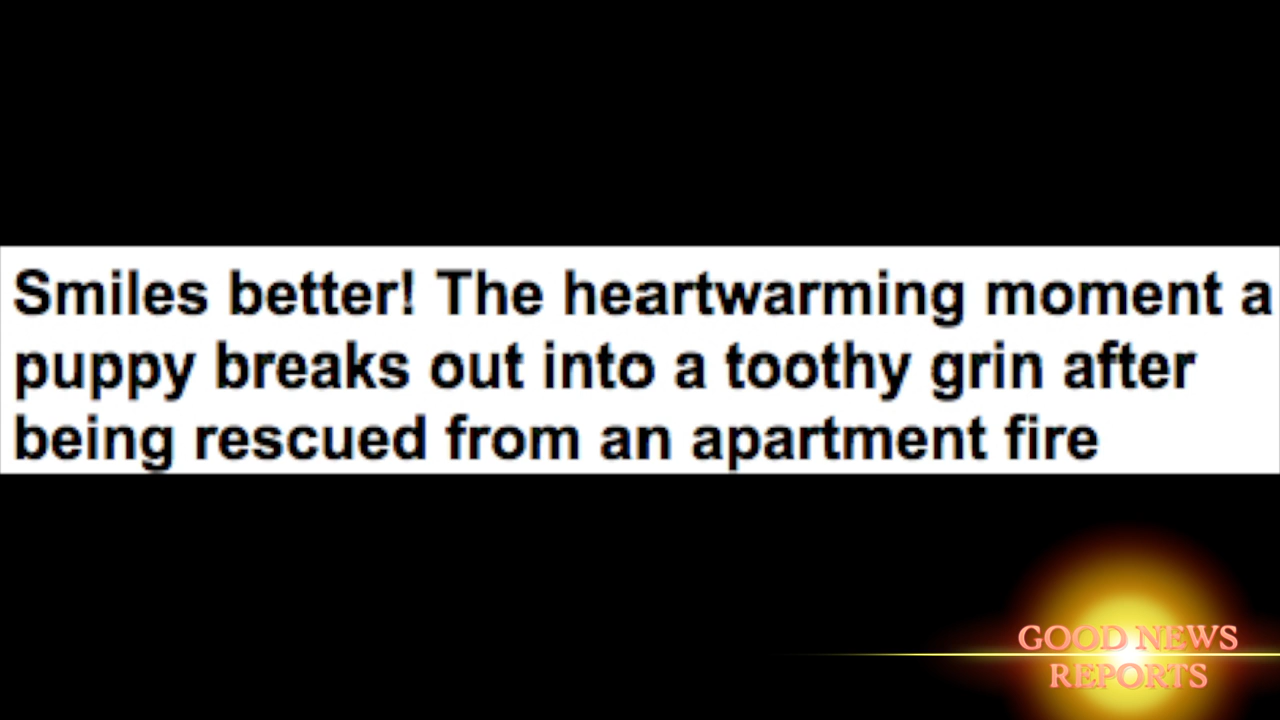 Smiles better! The heartwarming moment a
puppy breaks out into a toothy grin after
being rescued from an apartment fire
GOOD NEWS
REPORTS